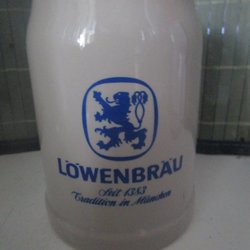 LÖWENBRÄU
Seit 1383
Tradition in München